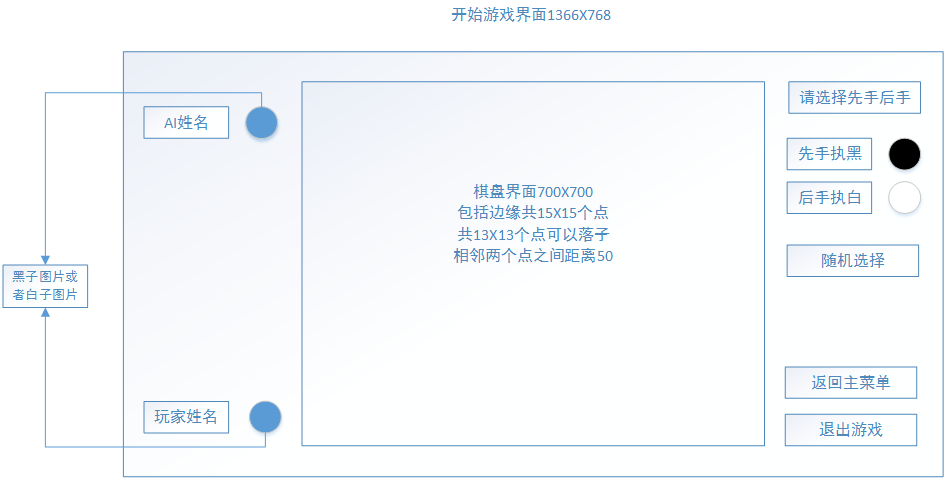 开始游戏界面1366X768
AI姓名
请选择先手后手
先手执黑
后手执白
棋盘界面700X700
包括边缘共15X15个点
共13X13个点可以落子
相邻两个点之间距离50
随机选择
黑子图片或
者白子图片
返回主菜单
玩家姓名
退出游戏